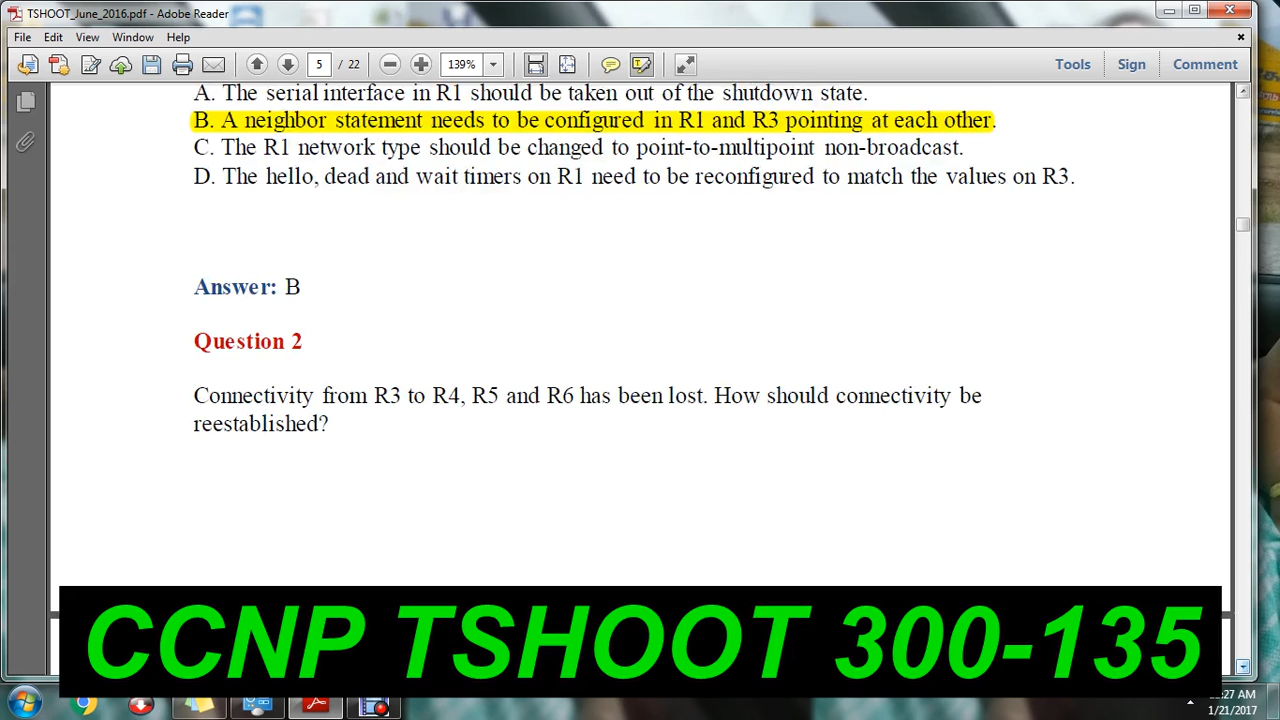 TSHOOT_June_2016.pdf - Adobe Reader
File Edit View Window Help
5 / 22 139% Tools Sign Comment
A. The serial interface in R1 should be taken out of the shutdown state.
B. A neighbor statement needs to be configured in R1 and R3 pointing at each other.
C. The R1 network type should be changed to point-to-multipoint non-broadcast.
D. The hello, dead and wait timers on R1 need to be reconfigured to match the values on R3.
Answer: B
Question 2
Connectivity from R3 to R4, R5 and R6 has been lost. How should connectivity be
reestablished?
CCNP TSHOOT 300-135
1/21/2017